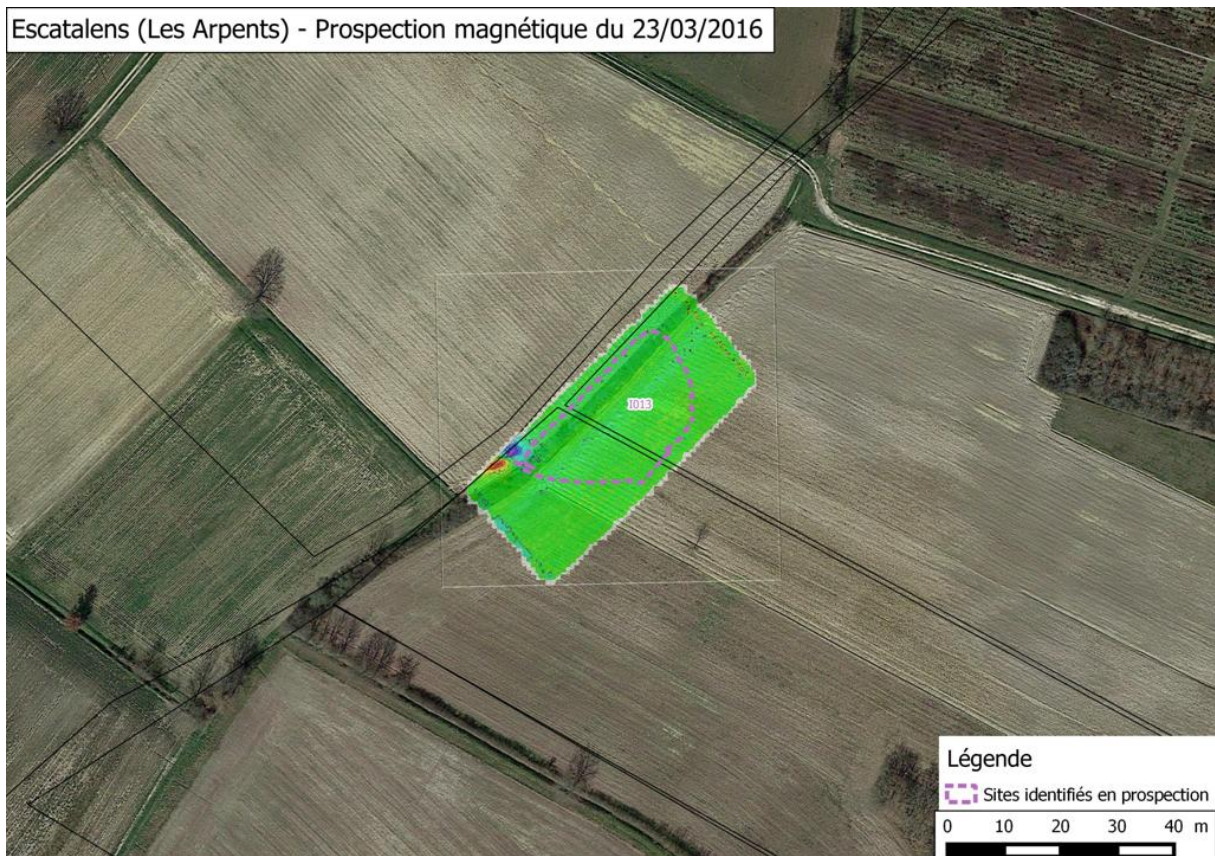 Escatalens (Les Arpents) - Prospection magnétique du 23/03/2016
I013
Légende
Sites identifiés en prospection
0 10 20 30 40 m